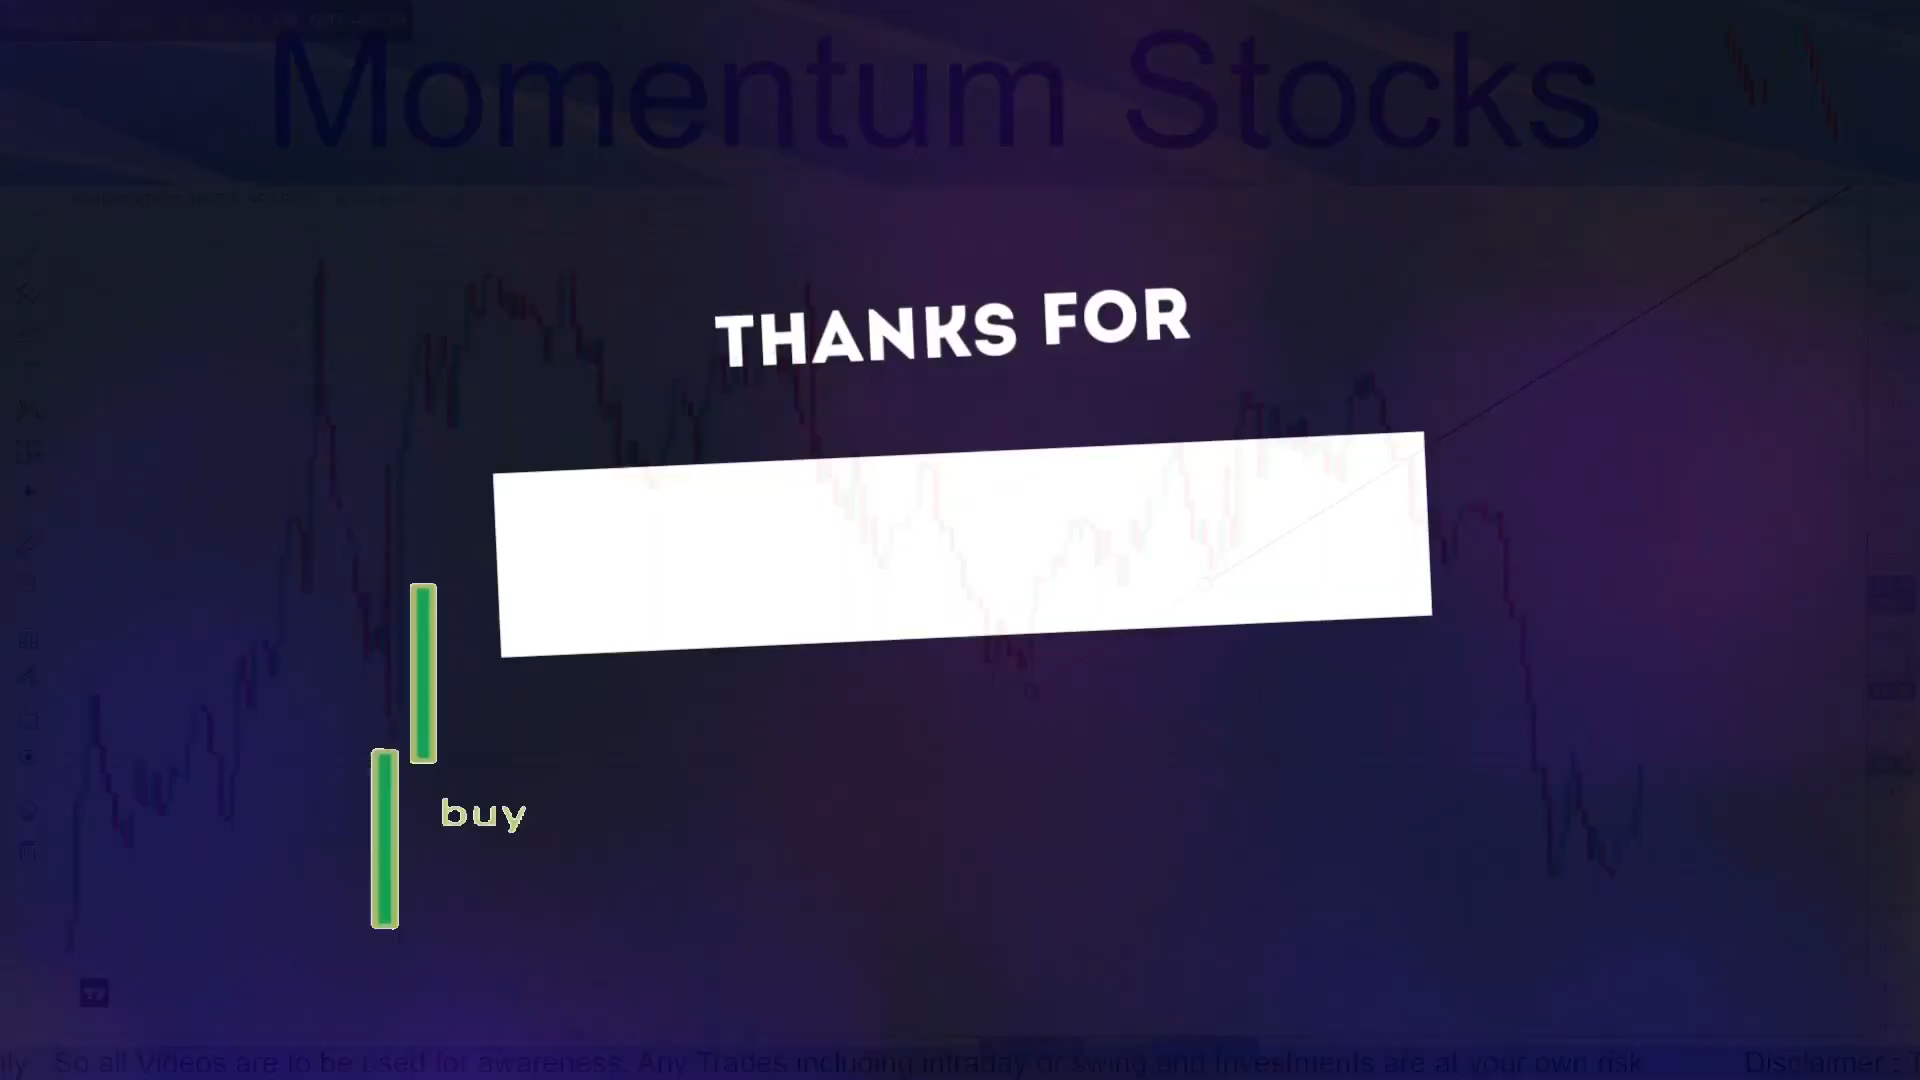 Momentum Stocks
THANKS FOR
buy
ily So all Videos are to be used for awareness. Any Trades including intraday or swing and Investments are at your own risk Disclaimer : T